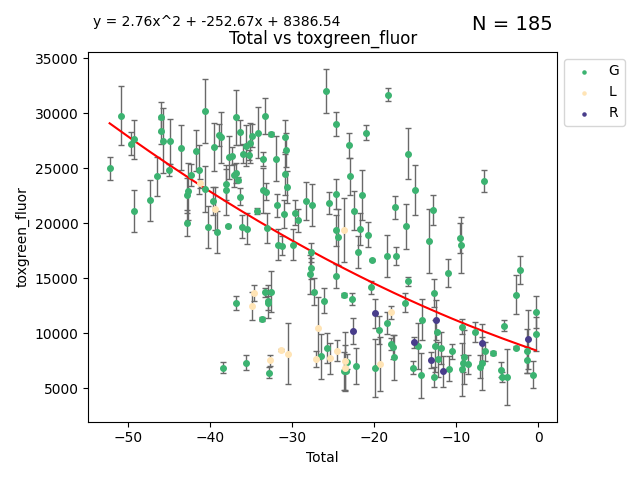 y = 2.76x^2 + -252.67x + 8386.54
N = 185
Total vs toxgreen_fluor
35000
30000
25000
20000
15000
10000
5000
toxgreen_fluor
−50
−40
−30
−20
−10
0
Total
G
L
R